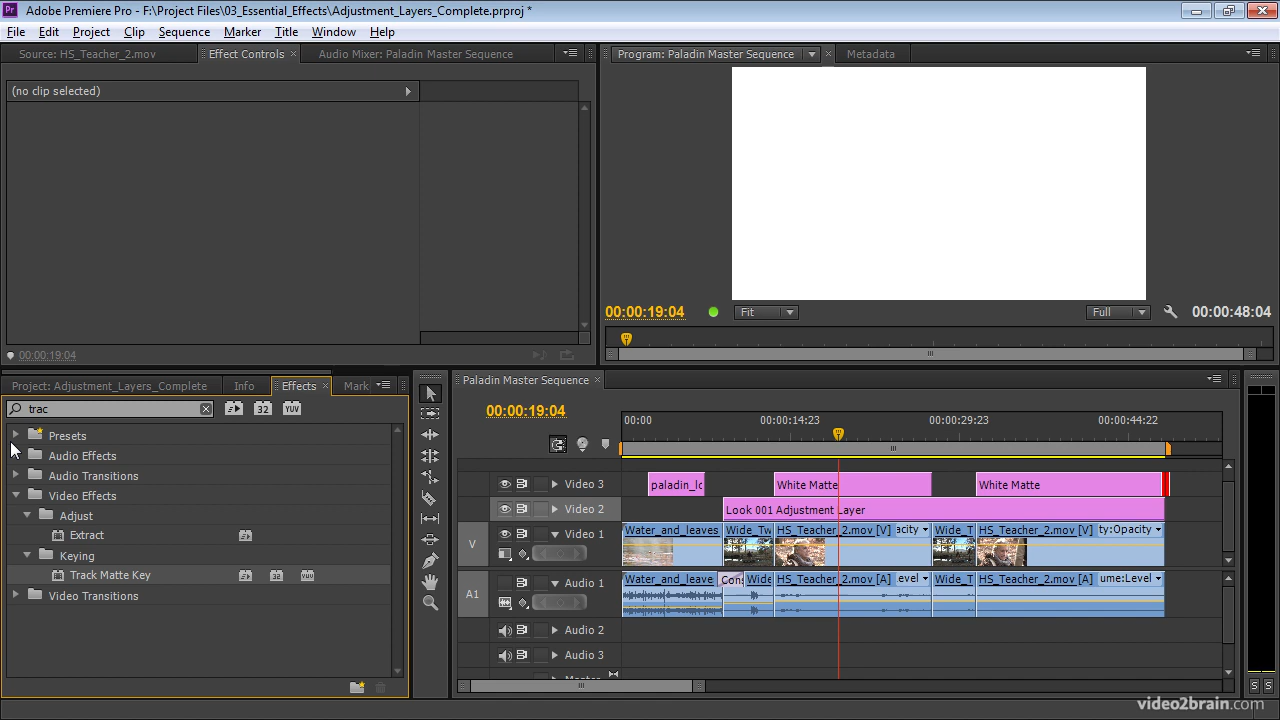 Pr Adobe Premiere Pro - F:\Project Files\03_Essential_Effects\Adjustment_Layers_Complete.prproj *
File Edit Project Clip Sequence Marker Title Window Help
Source: HS_Teacher_2.mov Effect Controls × Audio Mixer: Paladin Master Sequence
Program: Paladin Master Sequence × Metadata
(no clip selected)
00:00:19:04 Fit Full 00:00:48:04
00:00:19:04
Project: Adjustment_Layers_Complete Info Effects × Mark
trac 32 YUV
Presets
Audio Effects
Audio Transitions
Video Effects
Adjust
Extract
Keying
Track Matte Key 32 YUV
Video Transitions
Paladin Master Sequence ×
00:00:19:04
00:00 00:00:14:23 00:00:29:23 00:00:44:22
Video 3 paladin_lo White Matte White Matte
Video 2 Look 001 Adjustment Layer
V Video 1 Water_and_leaves Wide_Tw HS_Teacher_2.mov [V] acity Wide_T HS_Teacher_2.mov [V] ty:Opacity
A1 Audio 1 Water_and_leave Cons Wide HS_Teacher_2.mov [A] evel Wide_T HS_Teacher_2.mov [A] ume:Level
Audio 2
Audio 3
S S
video2brain.com